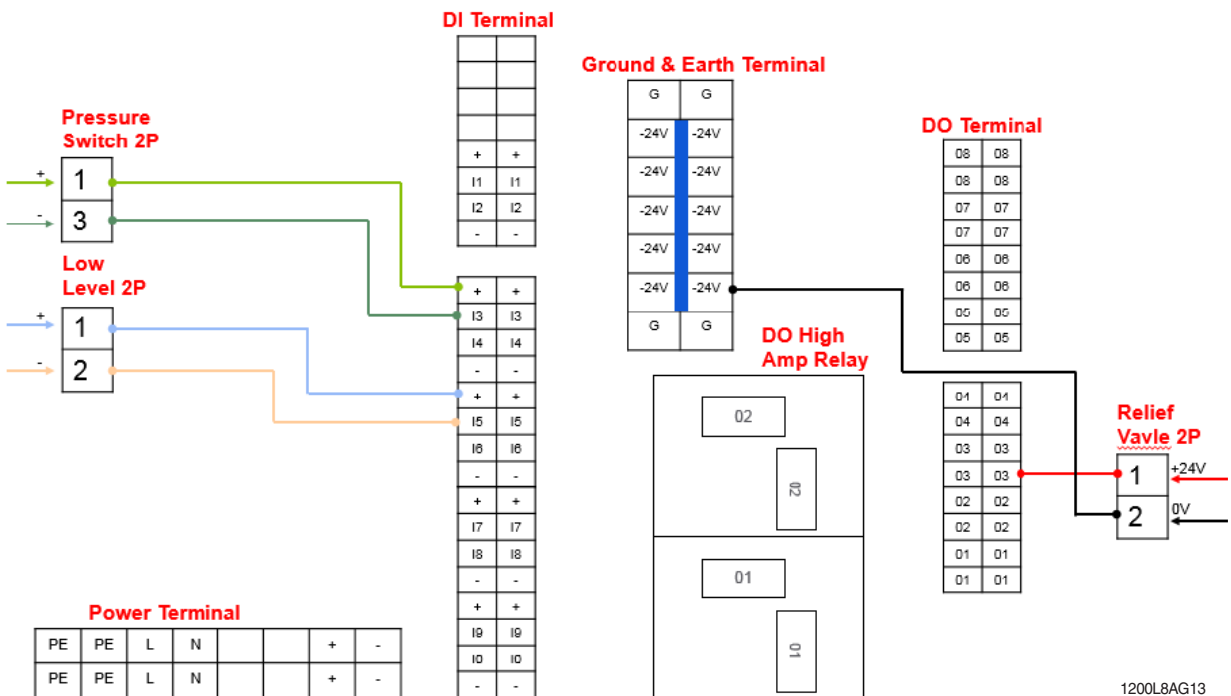 DI Terminal
+ +
I1 I1
I2 I2
- -
+ +
I3 I3
I4 I4
- -
+ +
I5 I5
I6 I6
- -
+ +
I7 I7
I8 I8
- -
+ +
I9 I9
I0 I0
- -
Pressure
Switch 2P
+ 1
- 3
Low
Level 2P
+ 1
- 2
Power Terminal
PE PE L N + -
PE PE L N + -
Ground & Earth Terminal
G G
-24V -24V
-24V -24V
-24V -24V
-24V -24V
-24V -24V
G G
DO High
Amp Relay
02
02
01
01
DO Terminal
08 08
08 08
07 07
07 07
06 06
06 06
05 05
05 05
04 04
04 04
03 03
03 03
02 02
02 02
01 01
01 01
Relief
Vavle 2P
1 +24V
2 0V
1200L8AG13